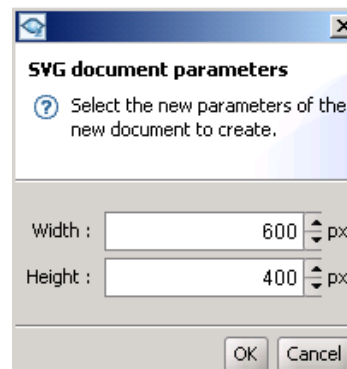 SVG document parameters
Select the new parameters of the
new document to create.
Width : 600 px
Height : 400 px
OK Cancel